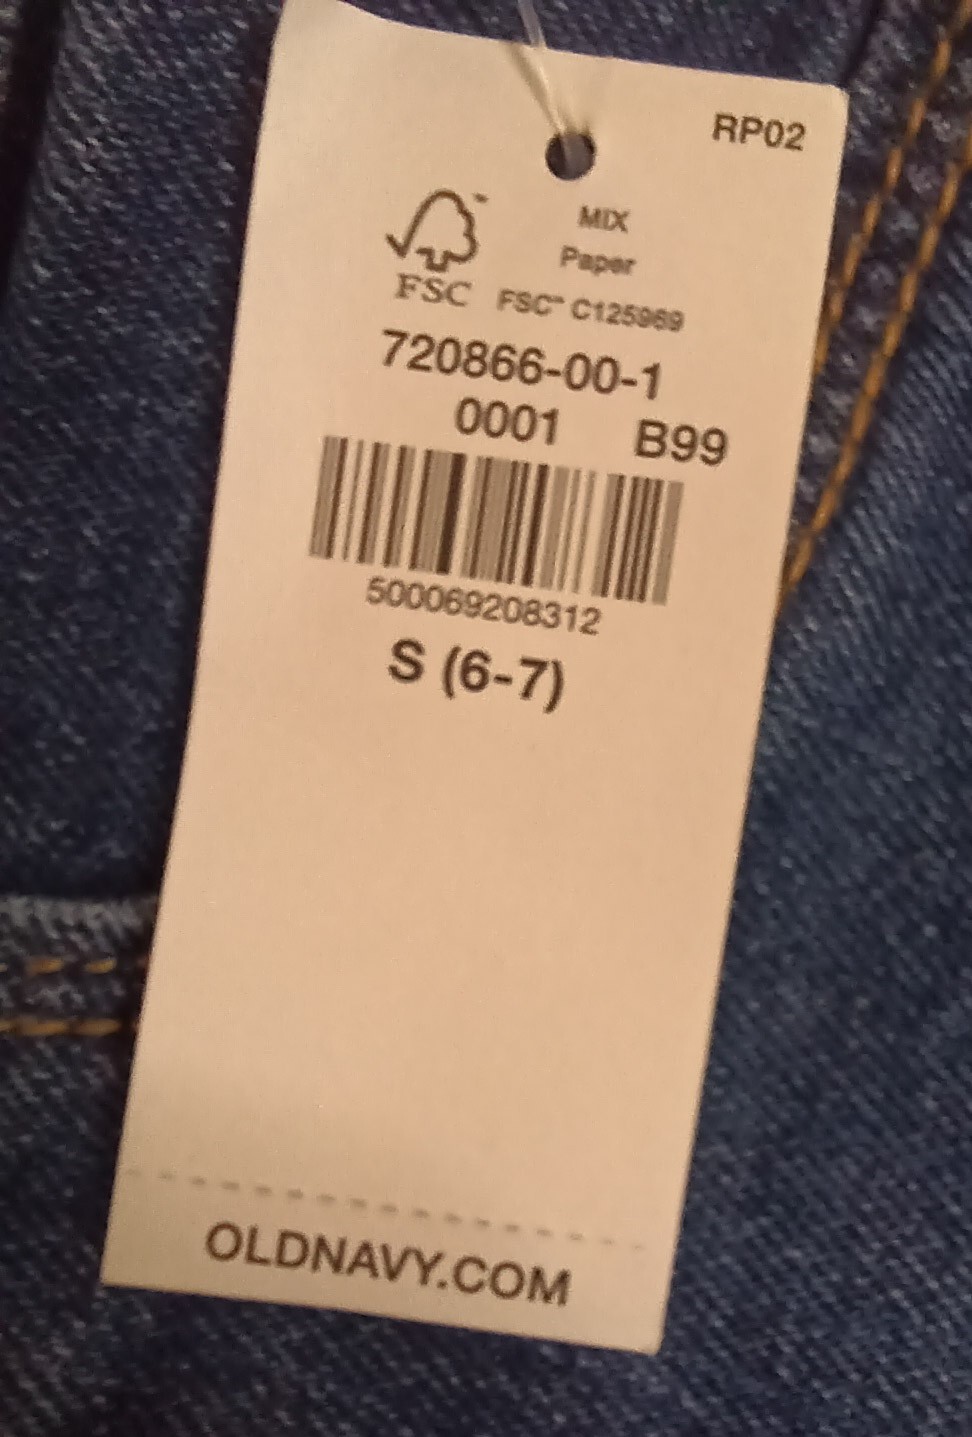 RP02
MIX
Paper
FSC™ C125969
FSC
720866-00-1
0001 B99
500069208312
S (6-7)
OLDNAVY.COM